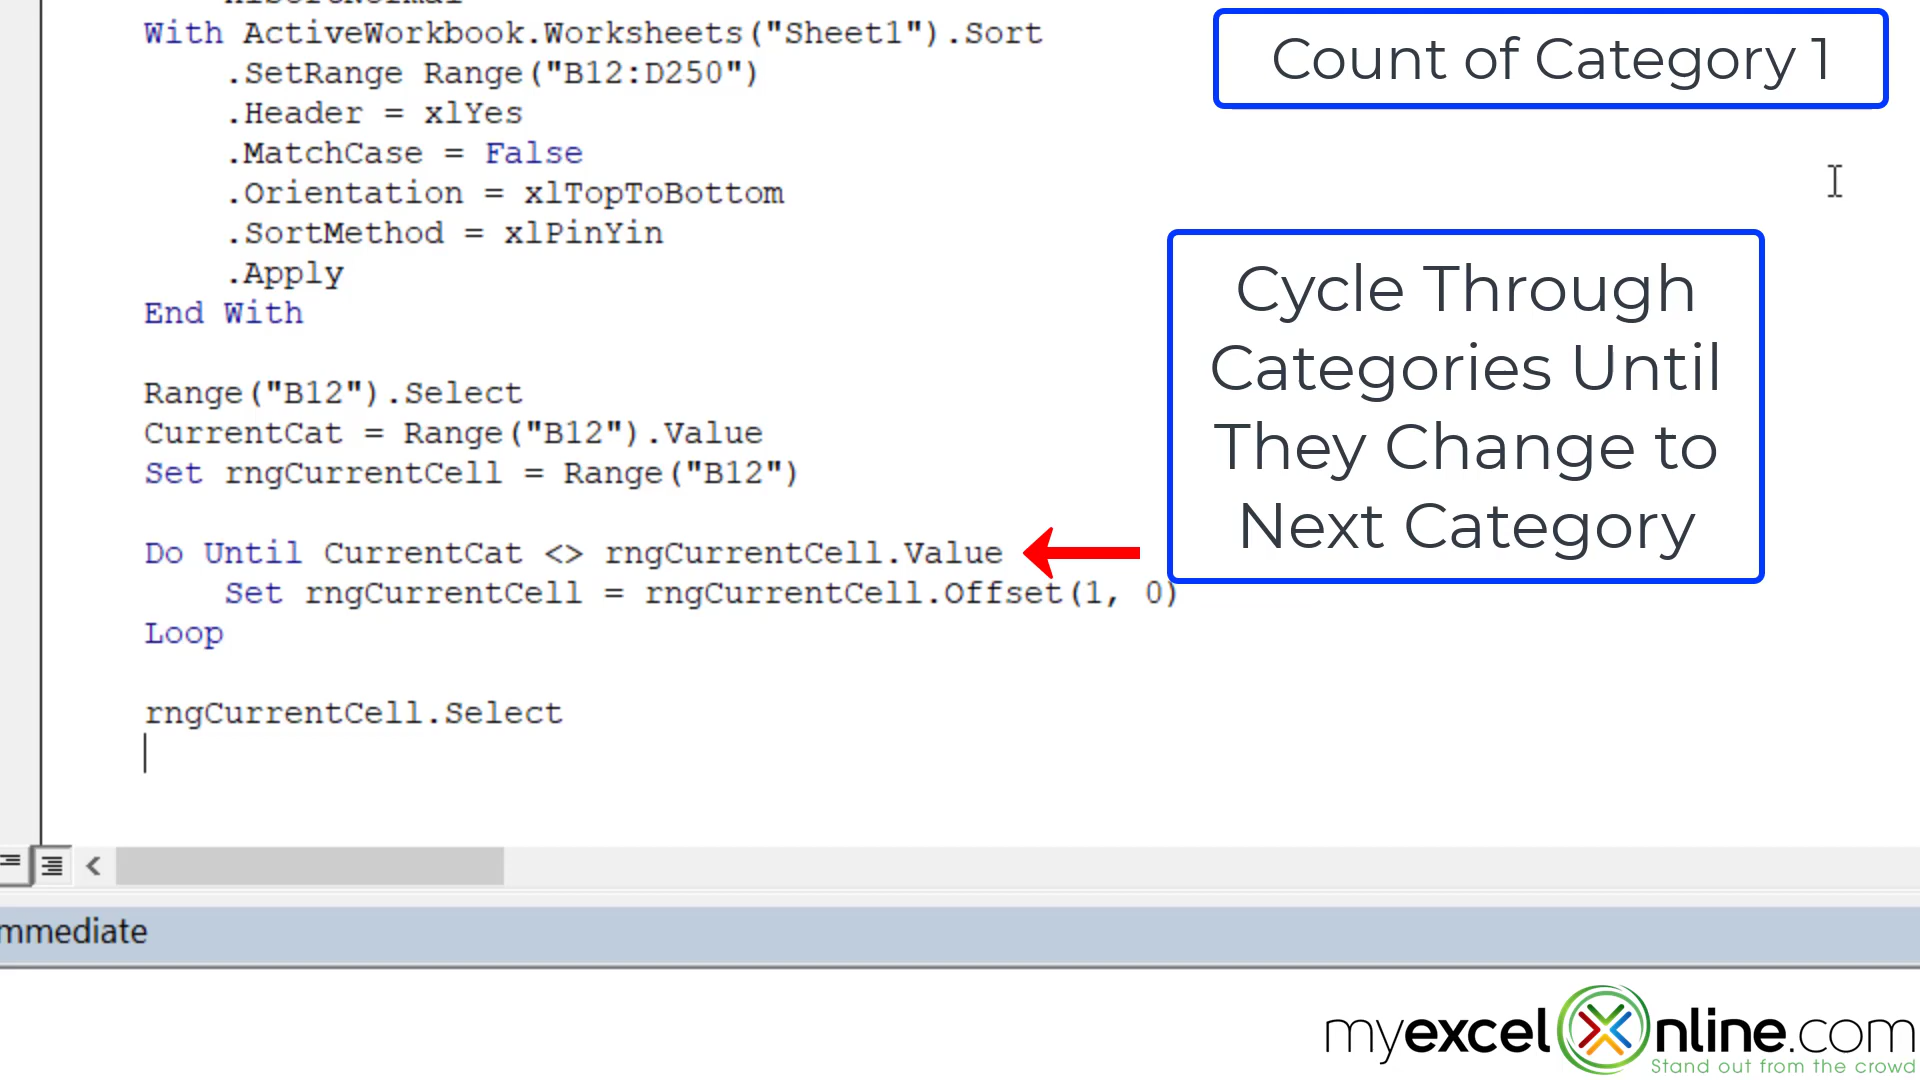 With ActiveWorkbook.Worksheets("Sheet1").Sort
.SetRange Range("B12:D250")
.Header = xlYes
.MatchCase = False
.Orientation = xlTopToBottom
.SortMethod = xlPinYin
.Apply
End With
Range("B12").Select
CurrentCat = Range("B12").Value
Set rngCurrentCell = Range("B12")
Do Until CurrentCat <> rngCurrentCell.Value
Set rngCurrentCell = rngCurrentCell.Offset(1, 0)
Loop
rngCurrentCell.Select
Count of Category 1
Cycle Through
Categories Until
They Change to
Next Category
mmediate
myexcelonline.com
Stand out from the crowd